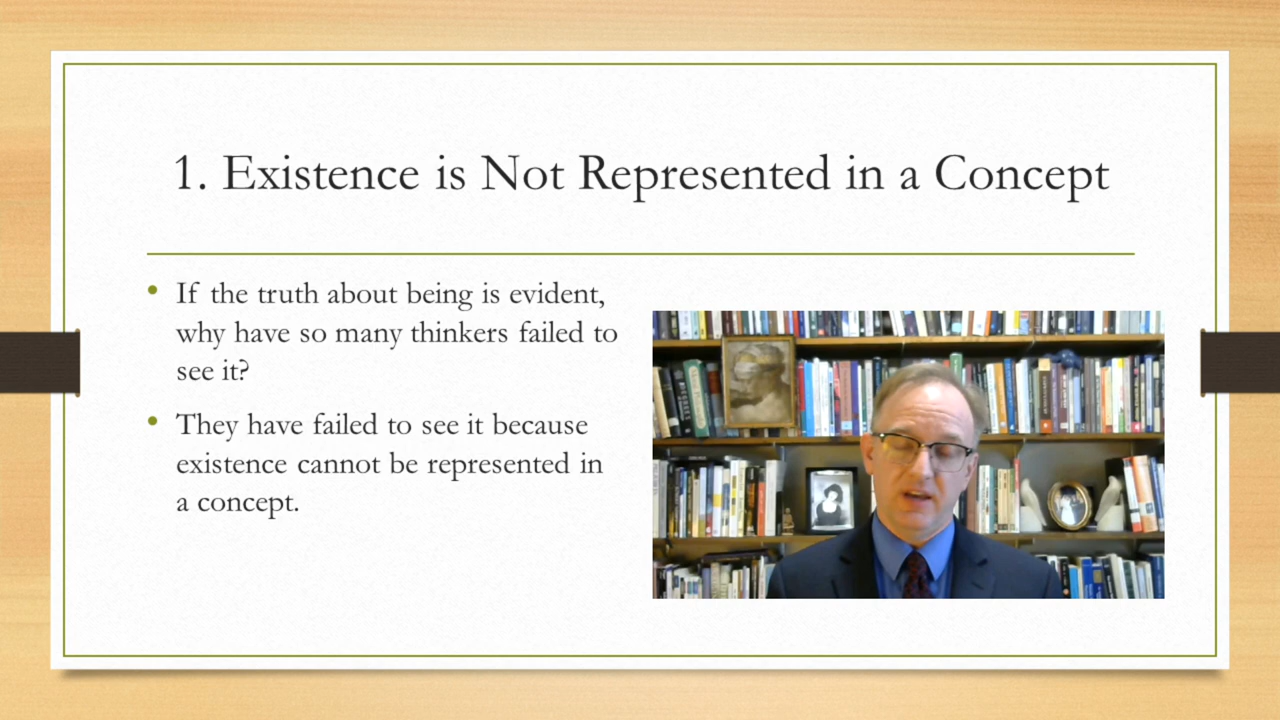 1. Existence is Not Represented in a Concept
• If the truth about being is evident,
why have so many thinkers failed to
see it?
• They have failed to see it because
existence cannot be represented in
a concept.